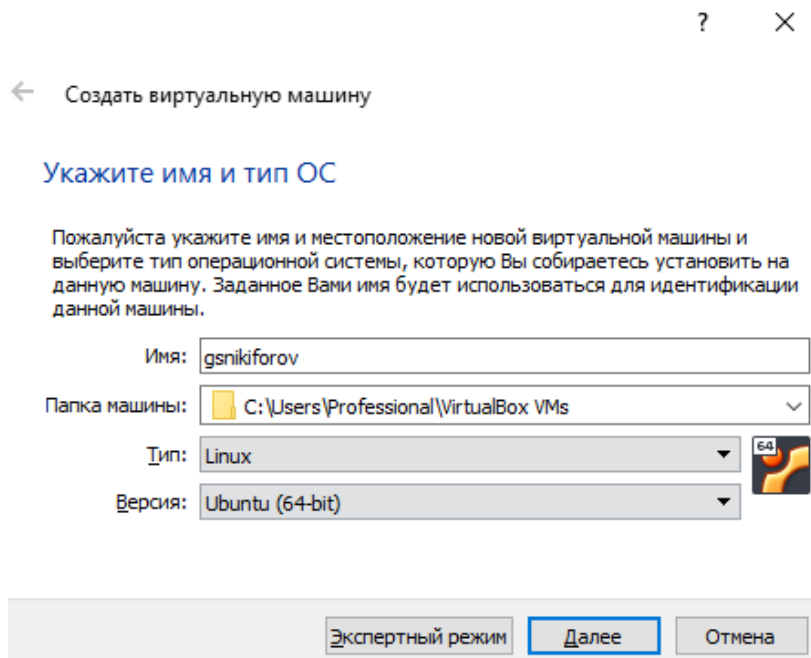 ?
Создать виртуальную машину
Укажите имя и тип ОС
Пожалуйста укажите имя и местоположение новой виртуальной машины и
выберите тип операционной системы, которую Вы собираетесь установить на
данную машину. Заданное Вами имя будет использоваться для идентификации
данной машины.
Имя: gsnikiforov
Папка машины: C:\Users\Professional\VirtualBox VMs
Тип: Linux
64
Версия: Ubuntu (64-bit)
Экспертный режим Далее Отмена